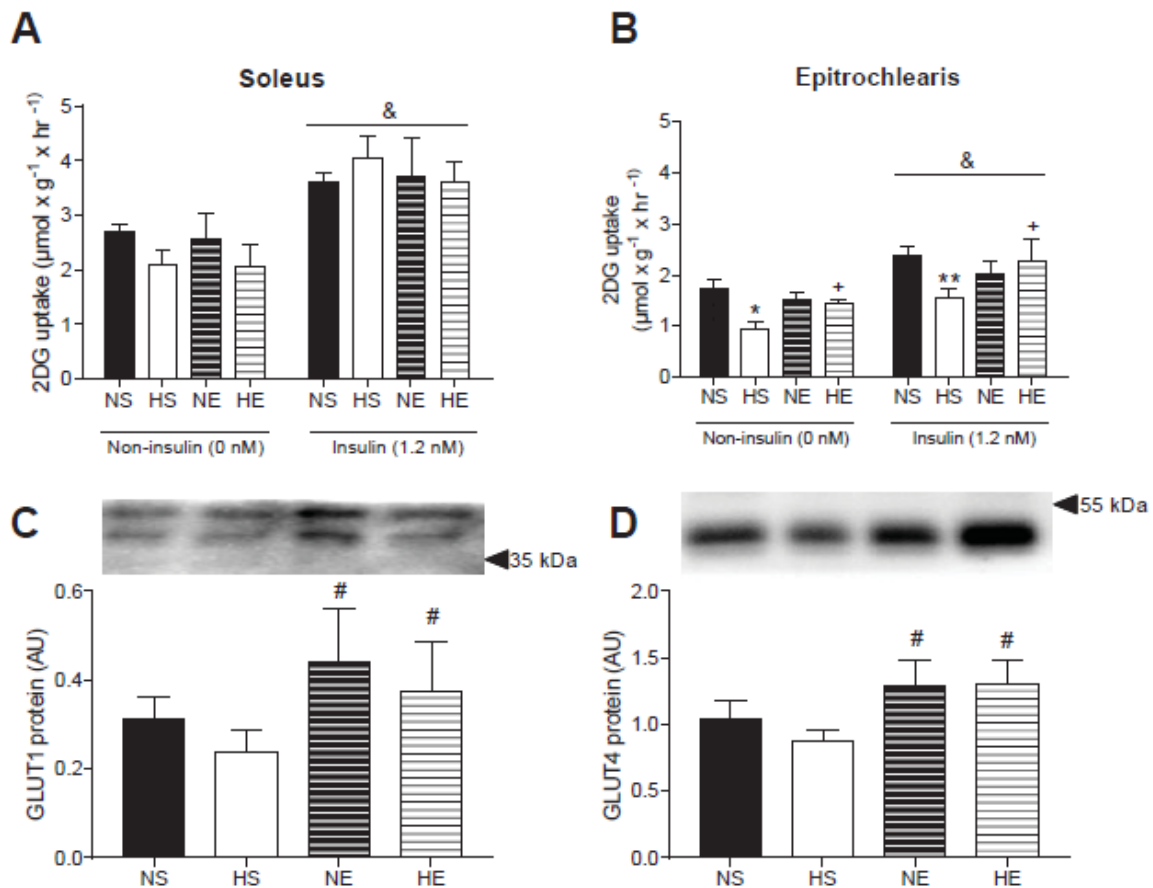 A
Soleus
2DG uptake (µmol x g⁻¹ x hr ⁻¹)
5
4
3
2
1
0
&
NS HS NE HE NS HS NE HE
Non-insulin (0 nM) Insulin (1.2 nM)
B
Epitrochlearis
2DG uptake
(µmol x g⁻¹ x hr ⁻¹)
5
4
3
2
1
0
&
* + ** +
NS HS NE HE NS HS NE HE
Non-insulin (0 nM) Insulin (1.2 nM)
C
35 kDa
GLUT1 protein (AU)
0.6
0.4
0.2
0.0
# #
NS HS NE HE
D
55 kDa
GLUT4 protein (AU)
2.0
1.5
1.0
0.5
0.0
# #
NS HS NE HE